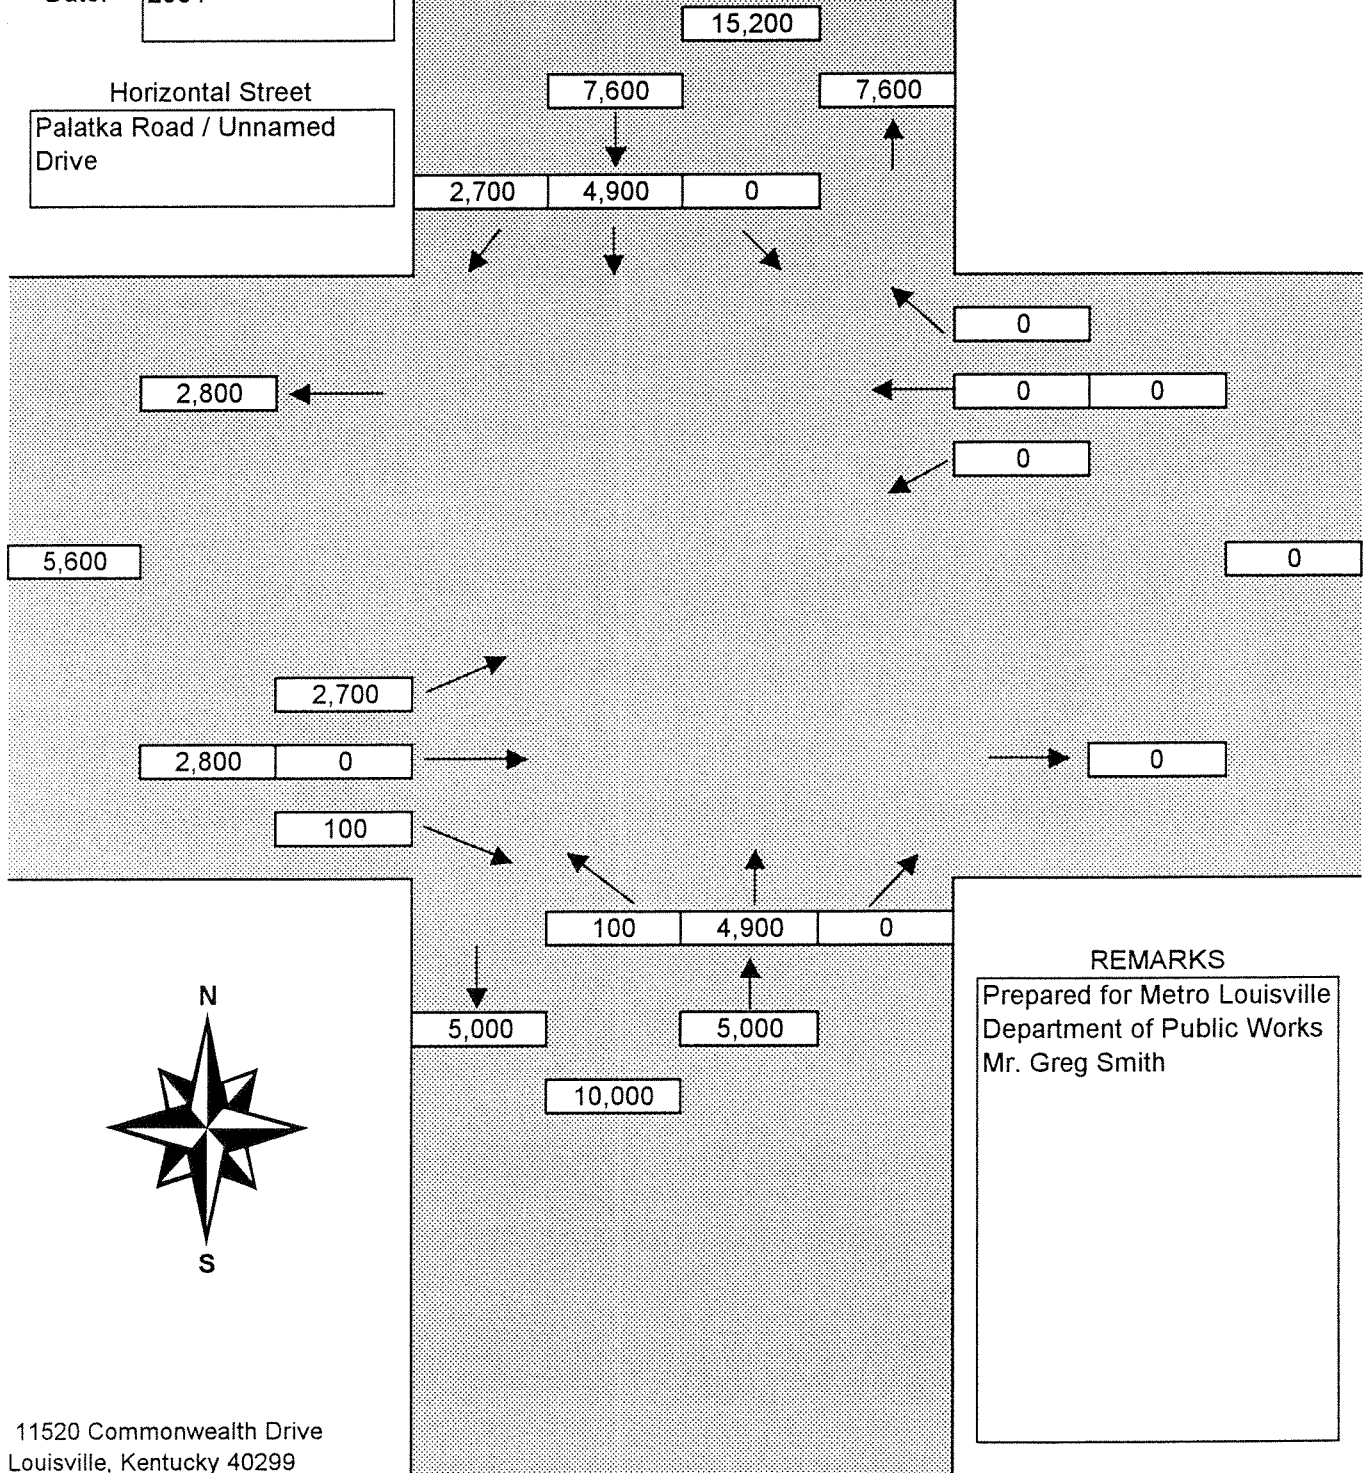 15,200
Horizontal Street
Palatka Road / Unnamed
Drive
7,600
7,600
2,700 4,900 0
0
2,800
0 0
0
5,600
0
2,700
2,800 0
0
100
100 4,900 0
5,000
5,000
10,000
REMARKS
Prepared for Metro Louisville
Department of Public Works
Mr. Greg Smith
N
S
11520 Commonwealth Drive
Louisville, Kentucky 40299